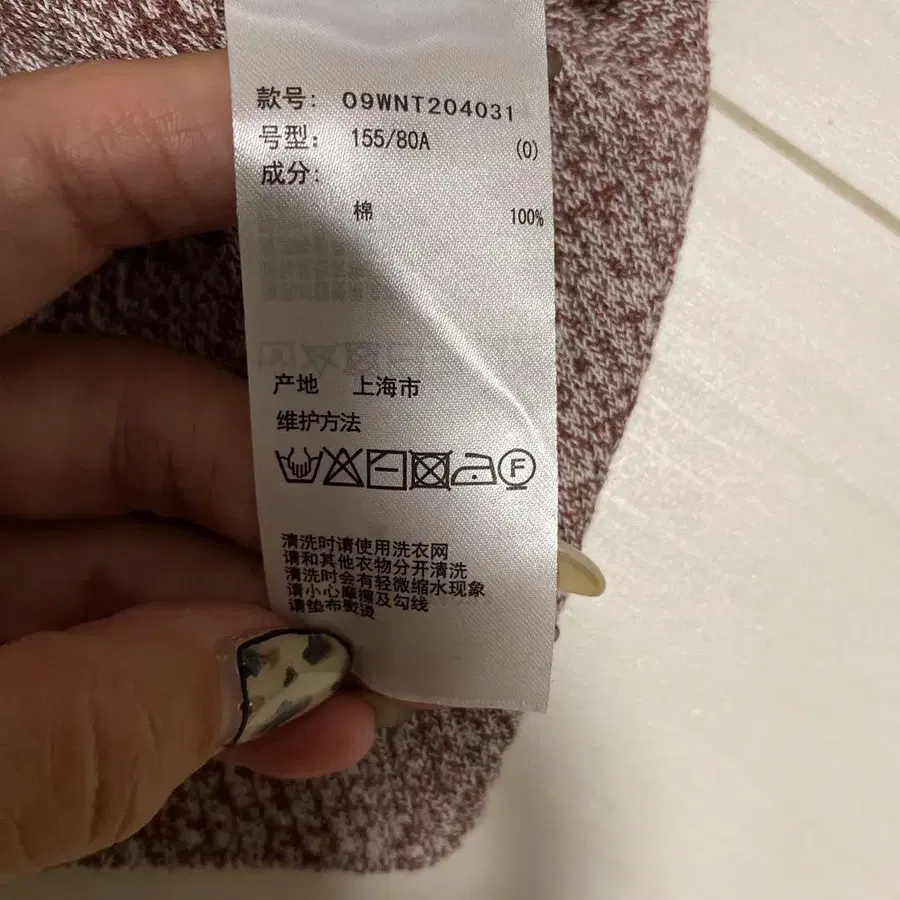 款号: 09WNT204031
号型: 155/80A (0)
成分:
棉 100%
产地 上海市
维护方法
F
清洗时请使用洗衣网
请和其他衣物分开清洗
清洗时会有轻微缩水现象
请小心摩擦及勾线
请垫布熨烫